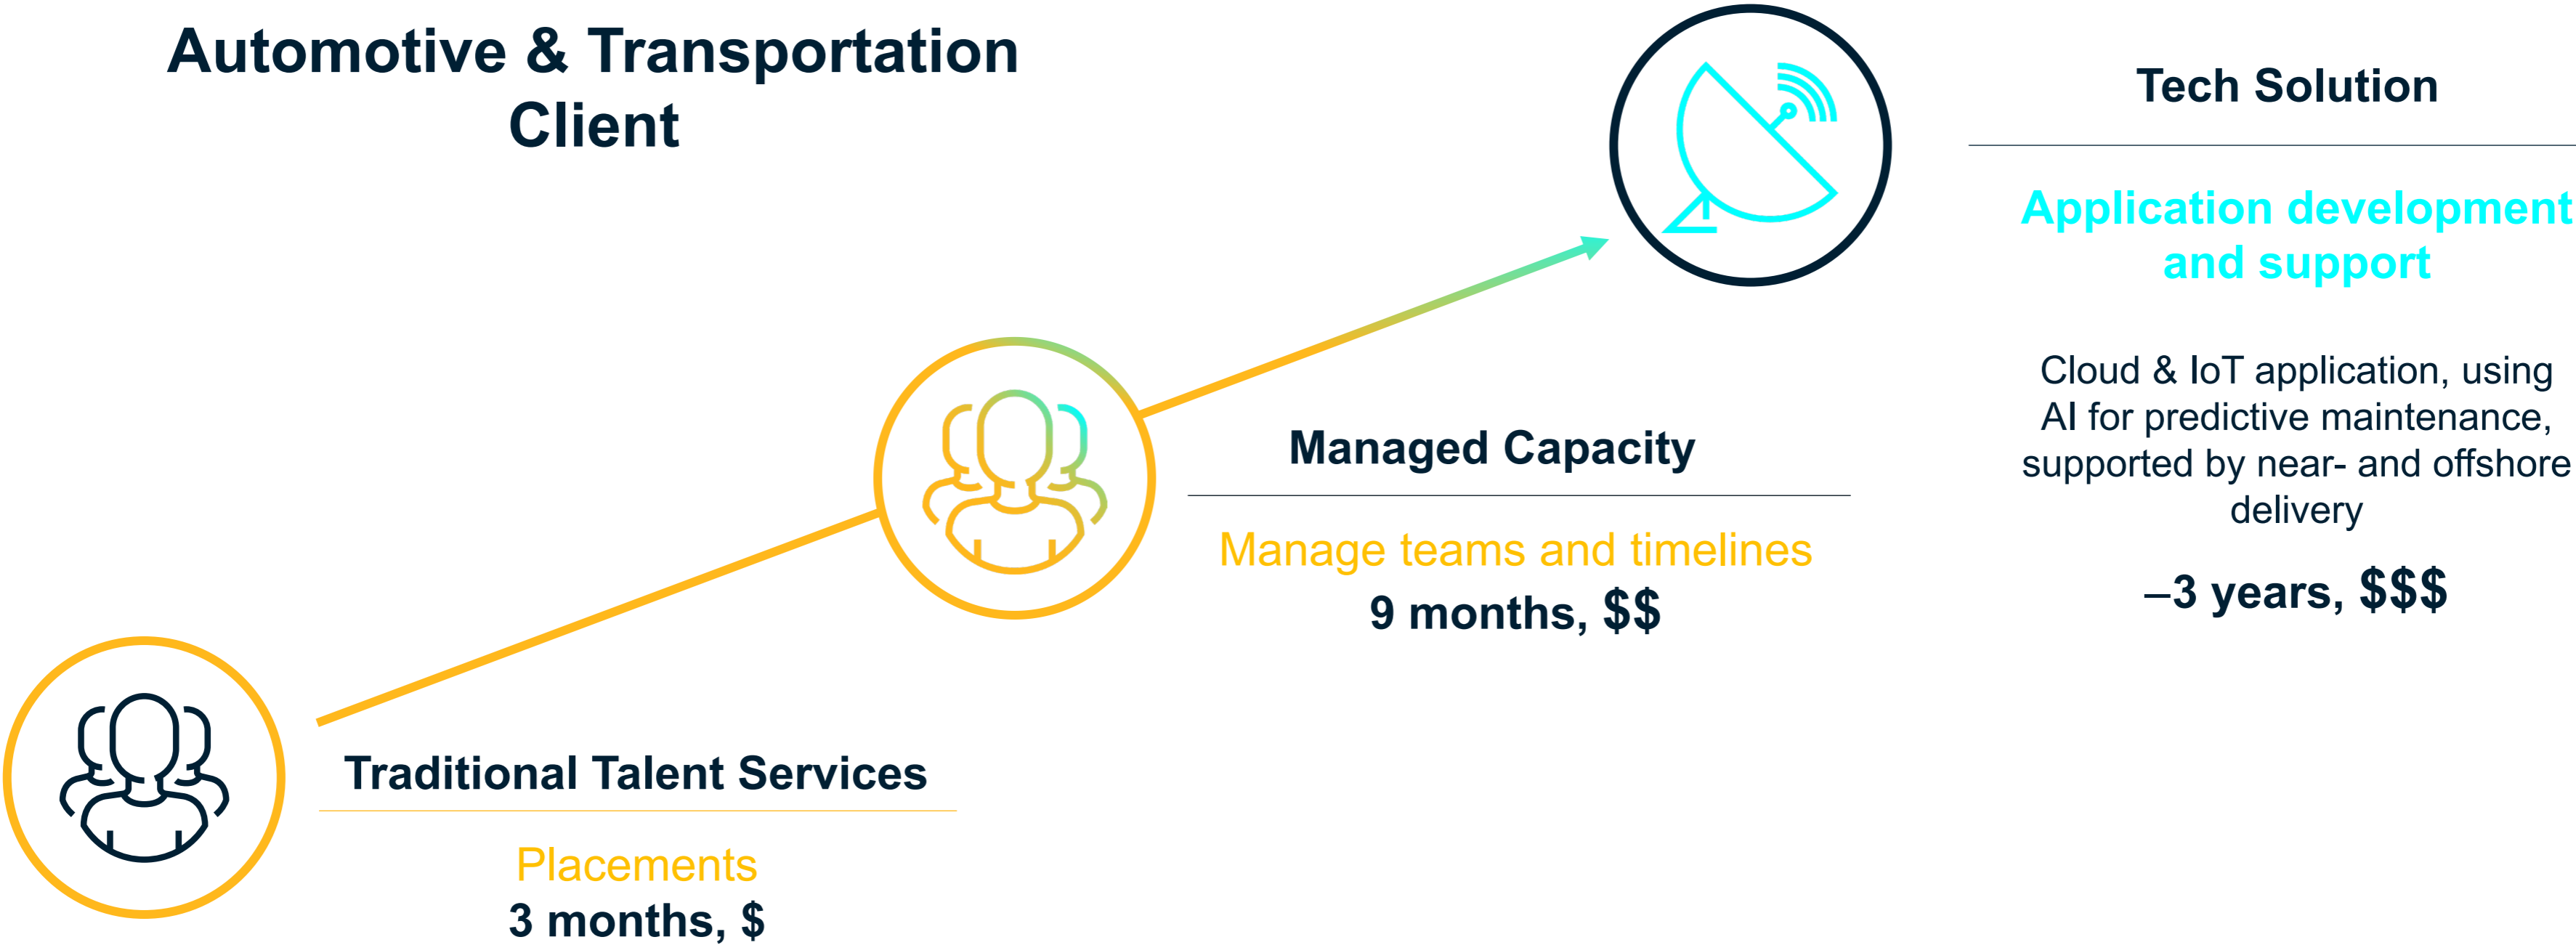 Automotive & Transportation
Client
Tech Solution
Application development
and support
Cloud & IoT application, using
AI for predictive maintenance,
supported by near- and offshore
delivery
–3 years, $$$
Managed Capacity
Manage teams and timelines
9 months, $$
Traditional Talent Services
Placements
3 months, $